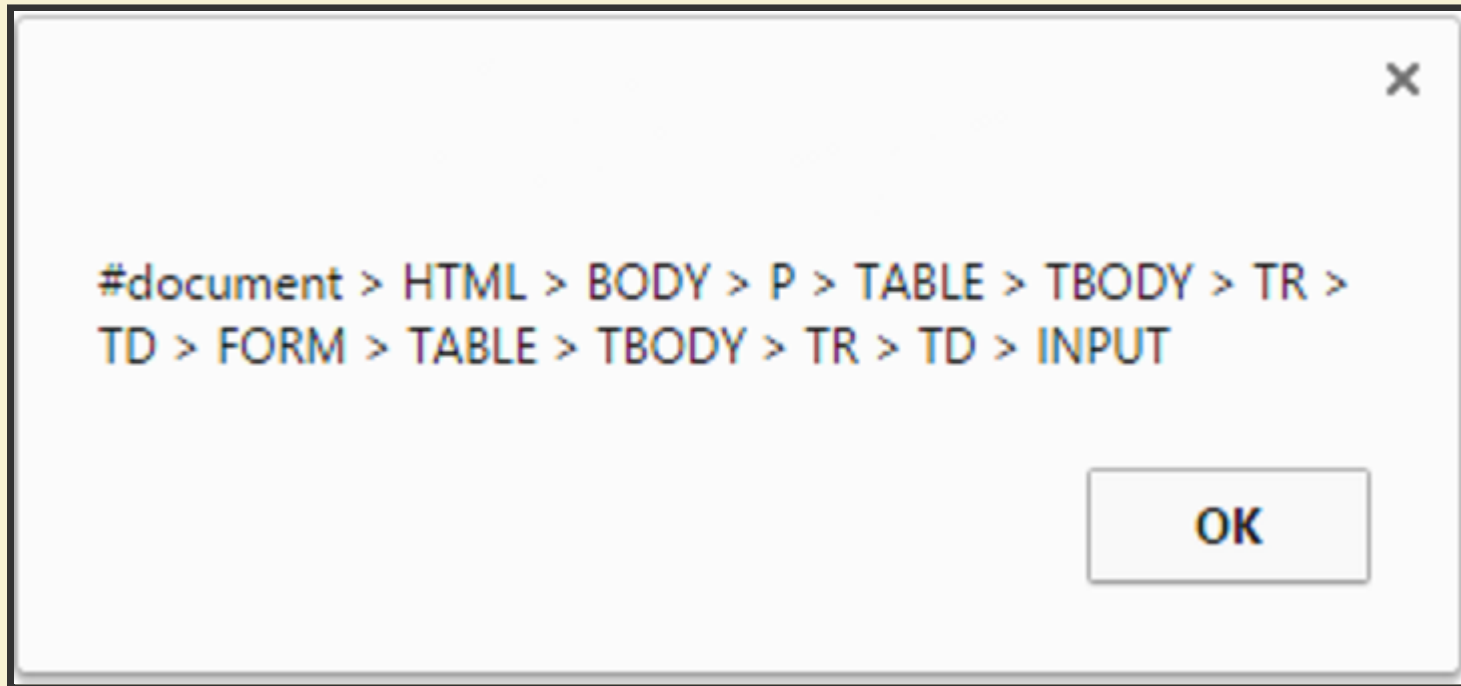 #document > HTML > BODY > P > TABLE > TBODY > TR >
TD > FORM > TABLE > TBODY > TR > TD > INPUT
OK